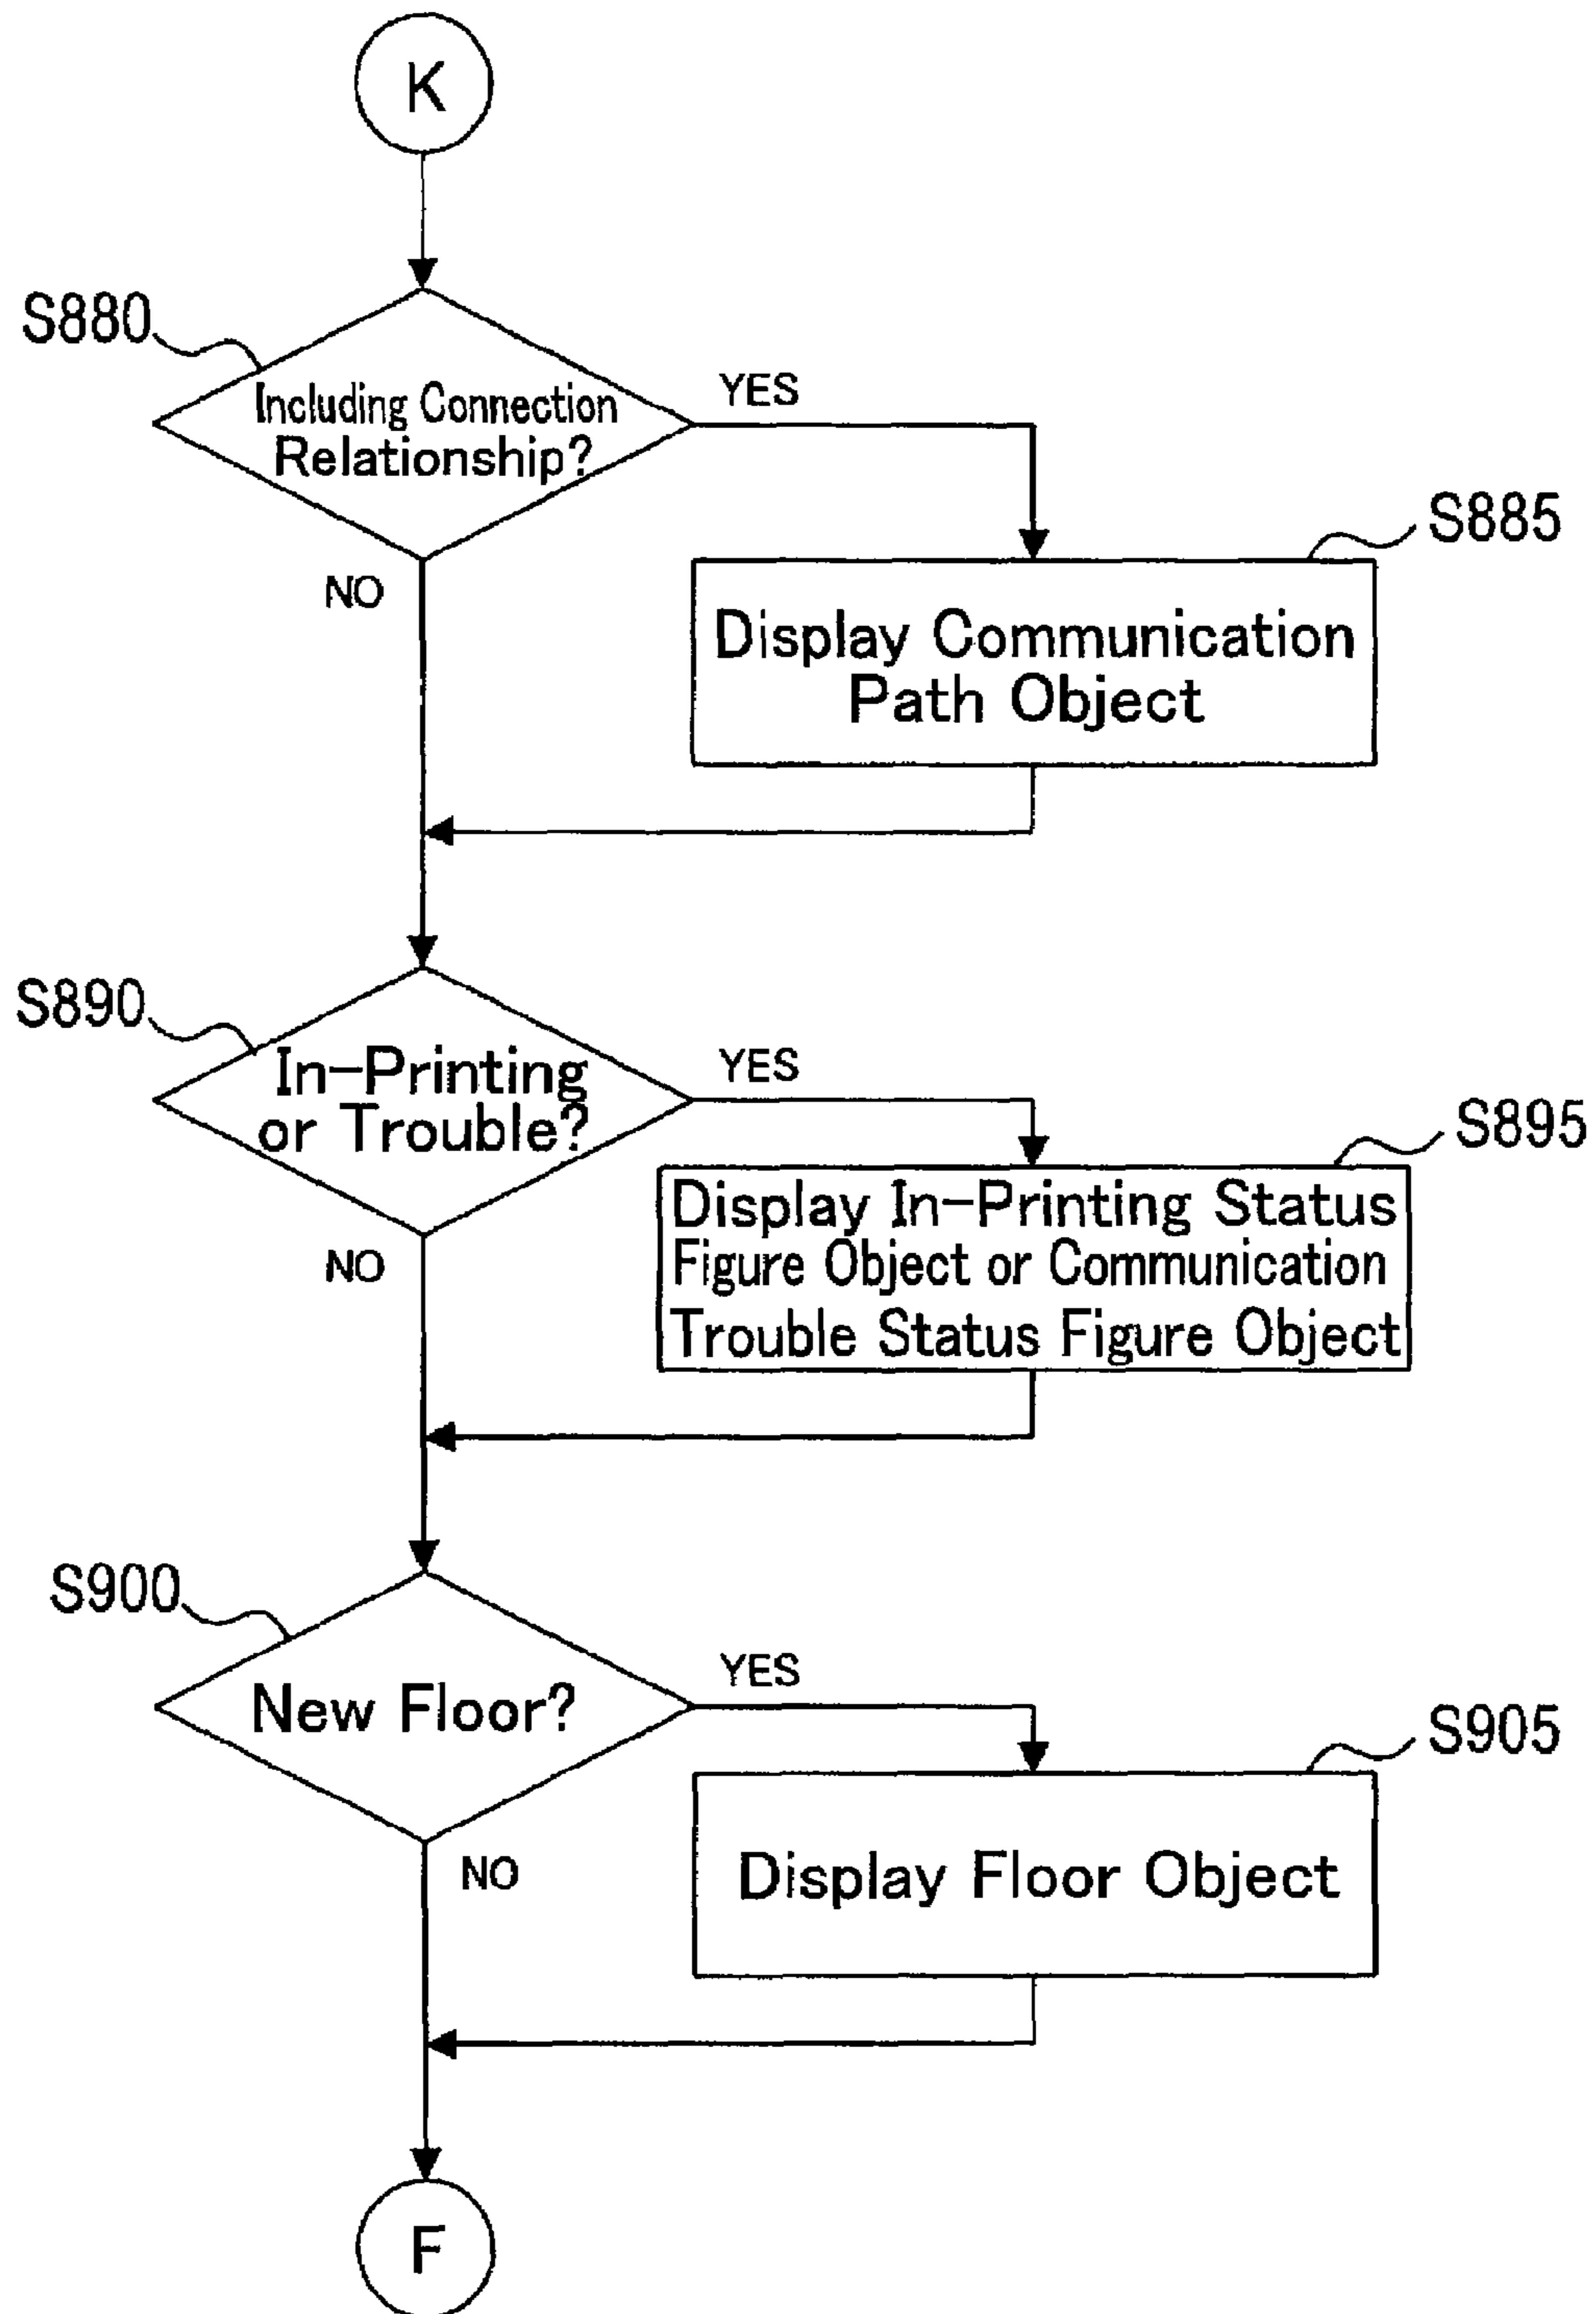 K
S880
Including Connection
Relationship?
YES
NO
S885
Display Communication
Path Object
S890
In-Printing
or Trouble?
YES
NO
S895
Display In-Printing Status
Figure Object or Communication
Trouble Status Figure Object
S900
New Floor?
YES
NO
S905
Display Floor Object
F